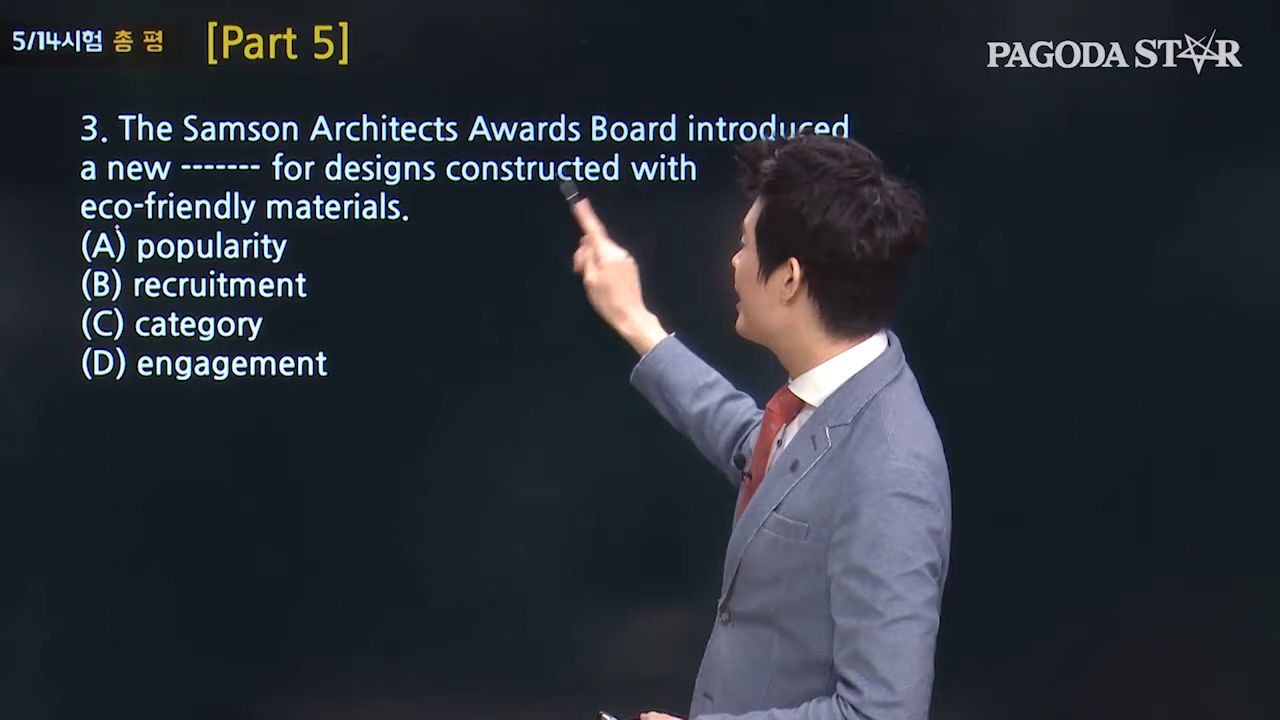 5/14시험 총 평
[Part 5]
PAGODA STAR
3. The Samson Architects Awards Board introduced
a new ------- for designs constructed with
eco-friendly materials.
(A) popularity
(B) recruitment
(C) category
(D) engagement